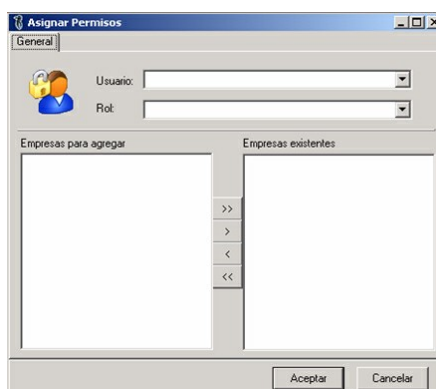 Asignar Permisos
General
Usuario:
Rol:
Empresas para agregar
Empresas existentes
>>
>
<
<<
Aceptar
Cancelar